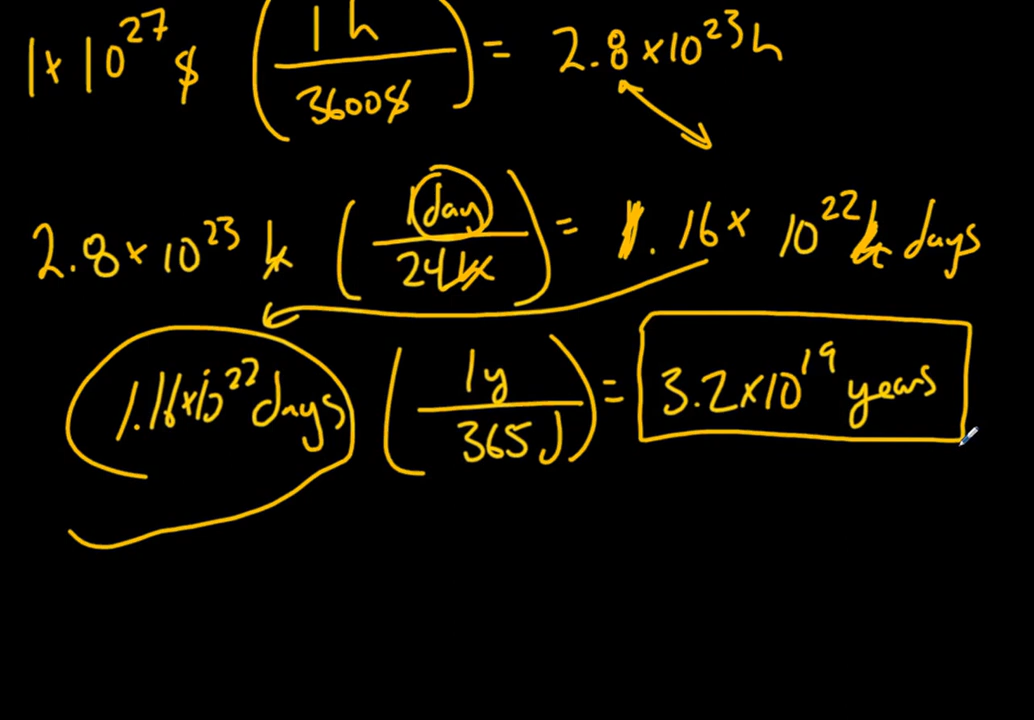 1 x 10^27 s ( 1 h / 3600 s ) = 2.8 x 10^23 h
2.8 x 10^23 h ( 1 day / 24 h ) = 1.16 x 10^22 days
1.16 x 10^22 days ( 1y / 365 d ) = 3.2 x 10^19 years